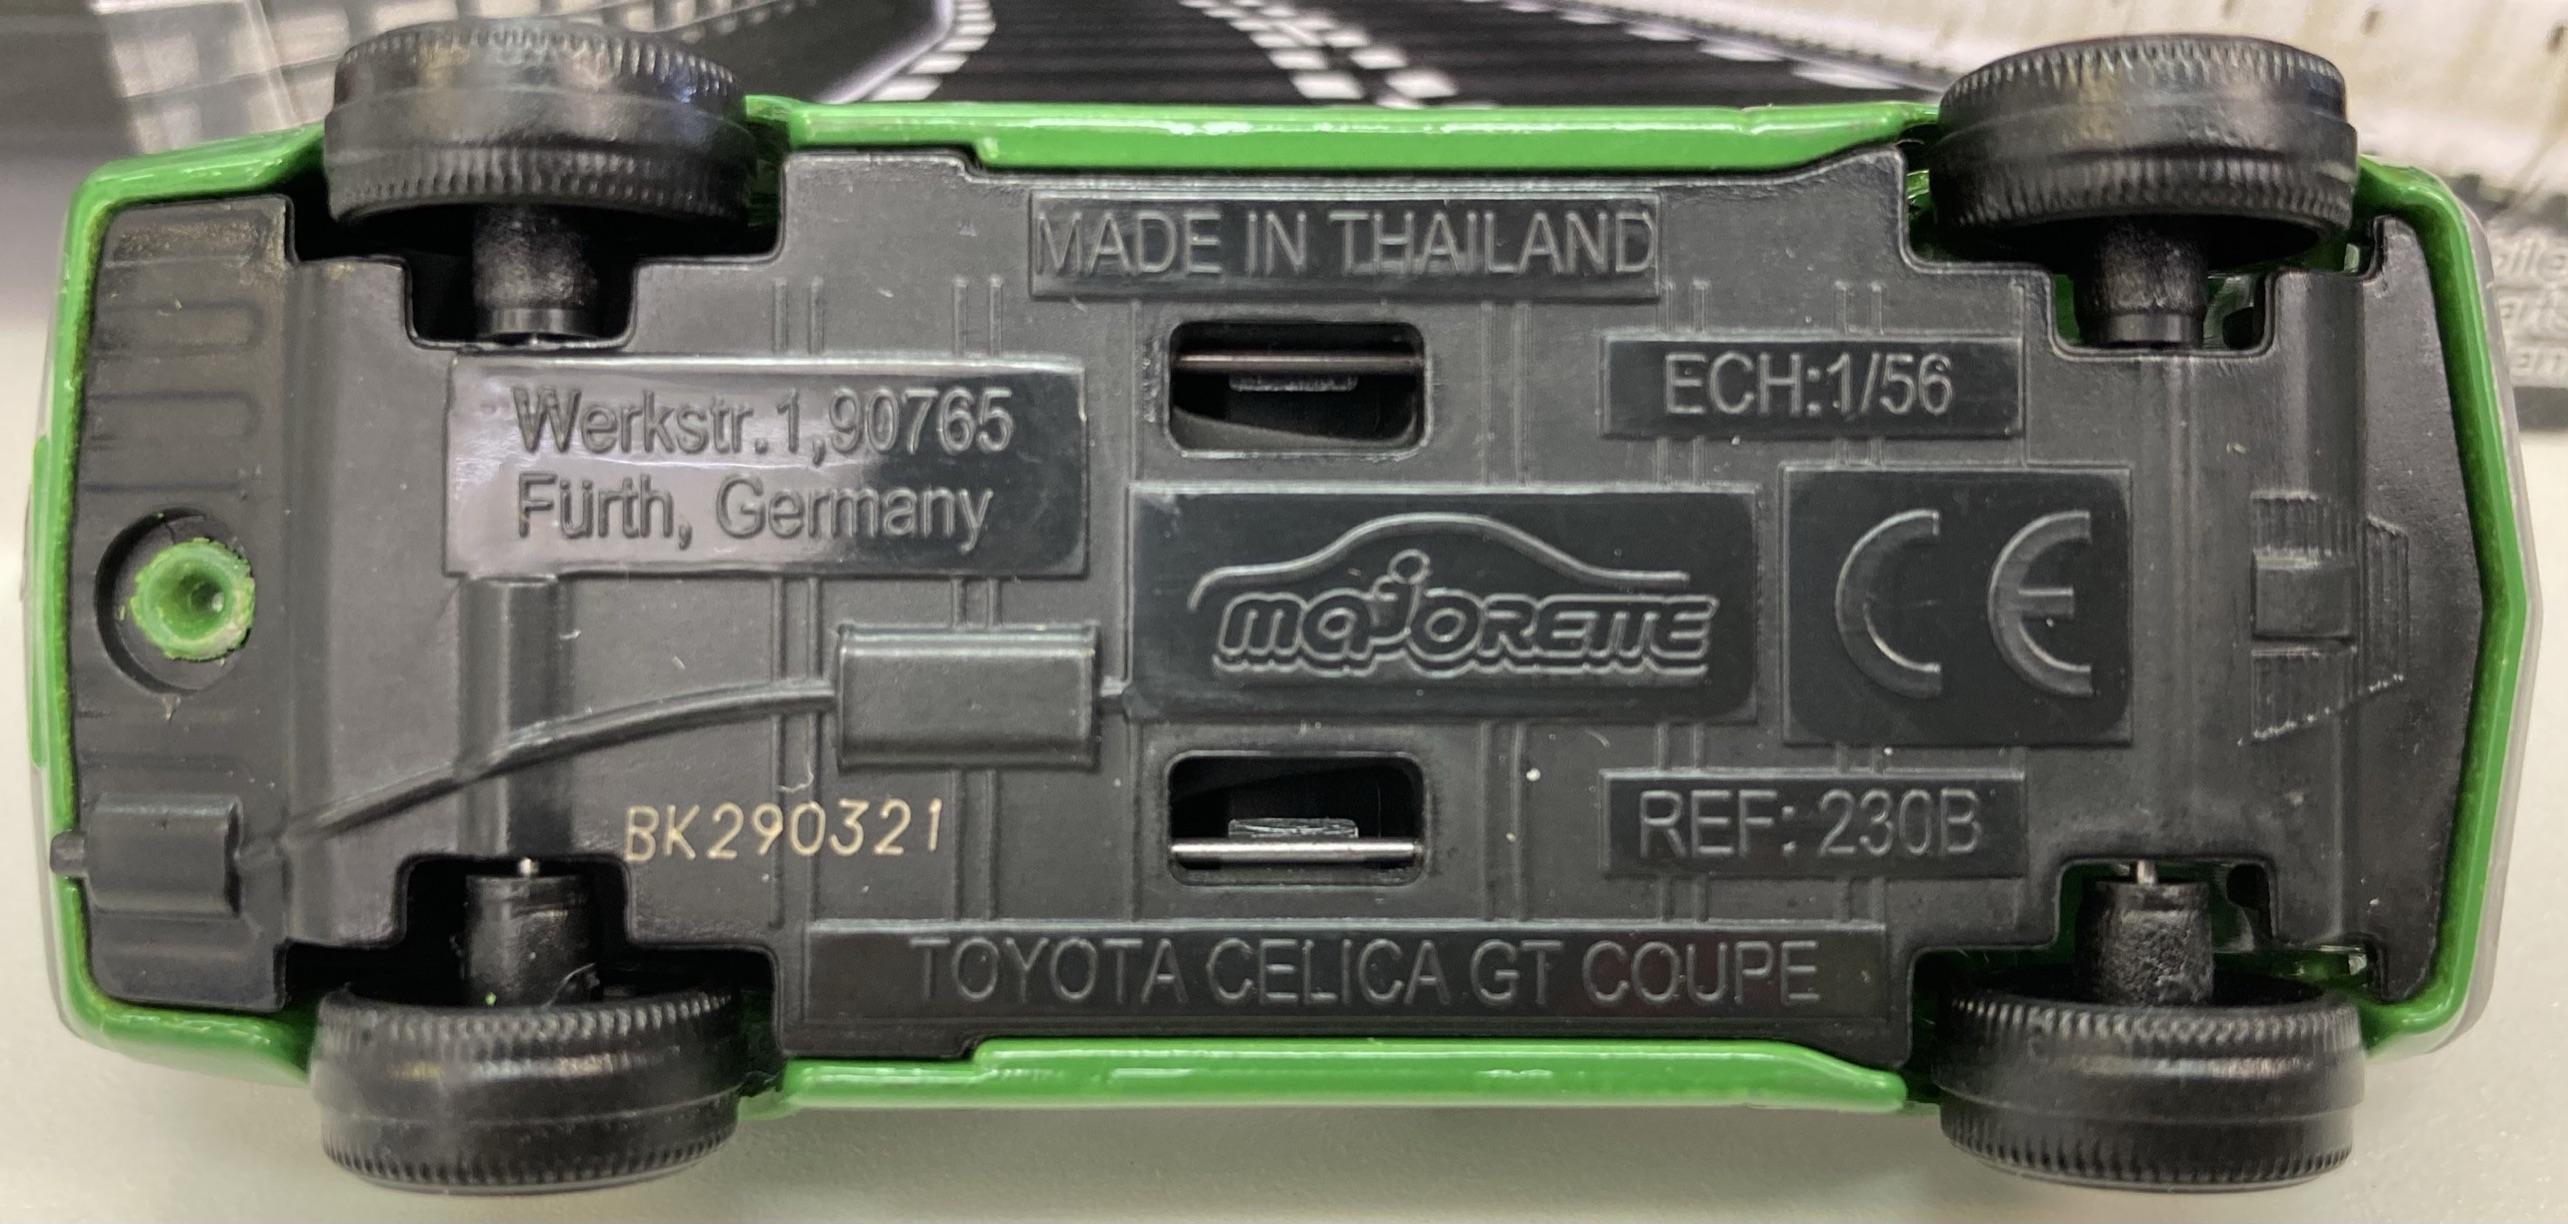 MADE IN THAILAND
ECH:1/56
Werkstr.1,90765
Fürth, Germany
majorette
CE
BK290321
REF: 230B
TOYOTA CELICA GT COUPE